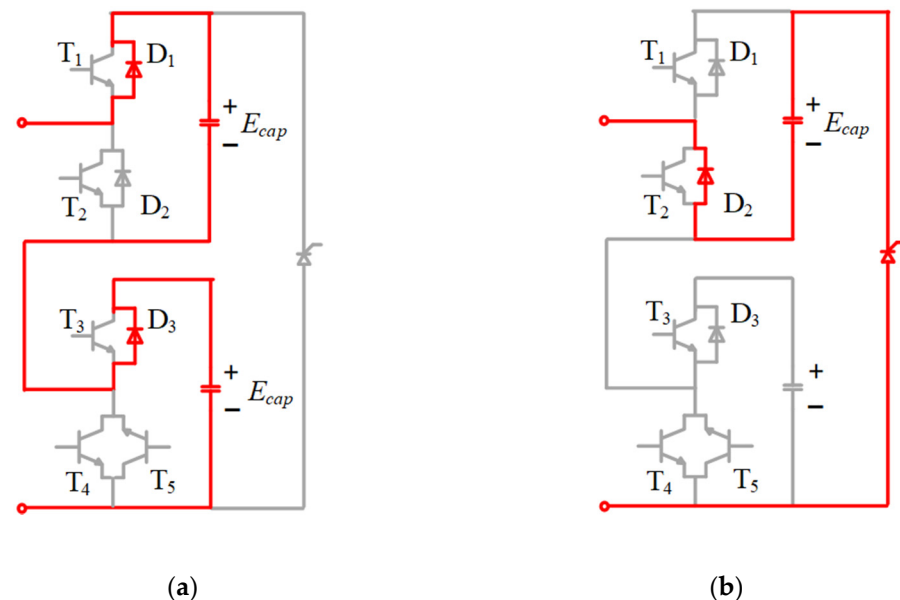 T1 D1
+
Ecap
−
T2 D2
T3 D3
+
Ecap
−
T4 T5
(a)
T1 D1
+
Ecap
−
T2 D2
T3 D3
+
−
T4 T5
(b)